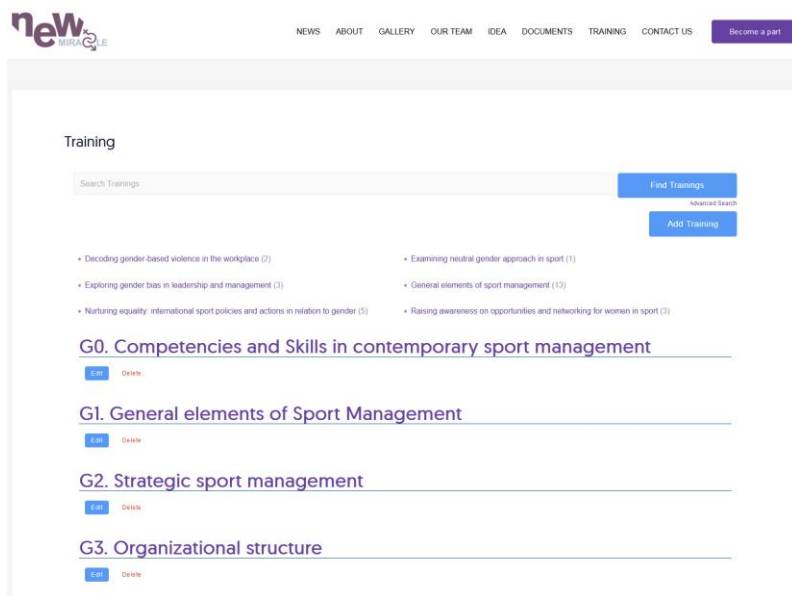 new
MIRACLE
NEWS ABOUT GALLERY OUR TEAM IDEA DOCUMENTS TRAINING CONTACT US Become a part
Training
Search Trainings Find Trainings
Advanced Search
Add Training
• Decoding gender-based violence in the workplace (2) • Examining neutral gender approach in sport (1)
• Exploring gender bias in leadership and management (3) • General elements of sport management (13)
• Nurturing equality: international sport policies and actions in relation to gender (5) • Raising awareness on opportunities and networking for women in sport (3)
G0. Competencies and Skills in contemporary sport management
Edit Delete
G1. General elements of Sport Management
Edit Delete
G2. Strategic sport management
Edit Delete
G3. Organizational structure
Edit Delete